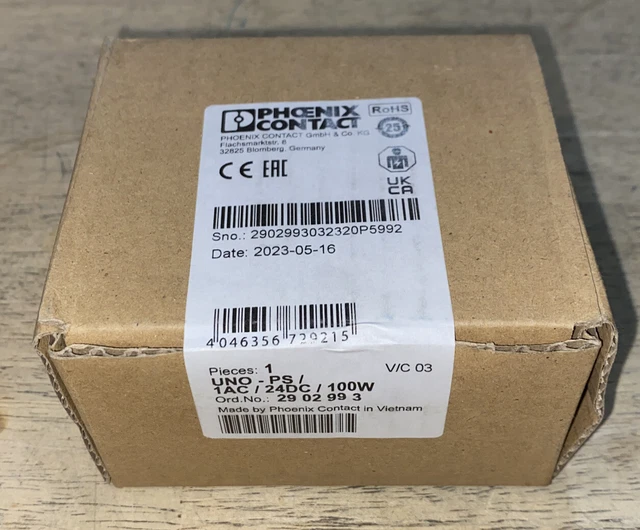 PHOENIX
CONTACT
RoHS
PHOENIX CONTACT GmbH & Co. KG
Flachsmarktstr. 8
32825 Blomberg, Germany
25
CE EAC
UK
CA
Sno.: 2902993032320P5992
Date: 2023-05-16
4 046356 729215
Pieces: 1
V/C 03
UNO - PS /
1AC / 24DC / 100W
Ord.No.: 29 02 99 3
Made by Phoenix Contact in Vietnam